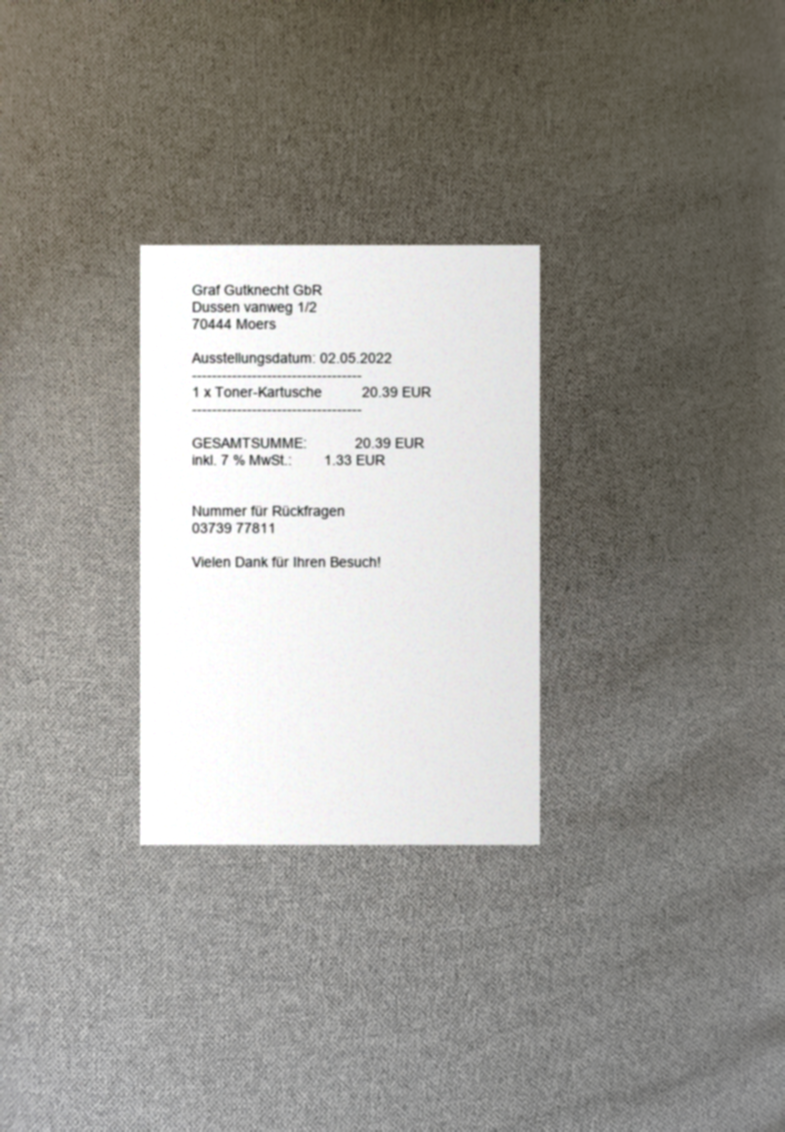 Graf Gutknecht GbR
Dussen vanweg 1/2
70444 Moers
Ausstellungsdatum: 02.05.2022
----------------------------------
1 x Toner-Kartusche 20.39 EUR
----------------------------------
GESAMTSUMME: 20.39 EUR
inkl. 7 % MwSt.: 1.33 EUR
Nummer für Rückfragen
03739 77811
Vielen Dank für Ihren Besuch!